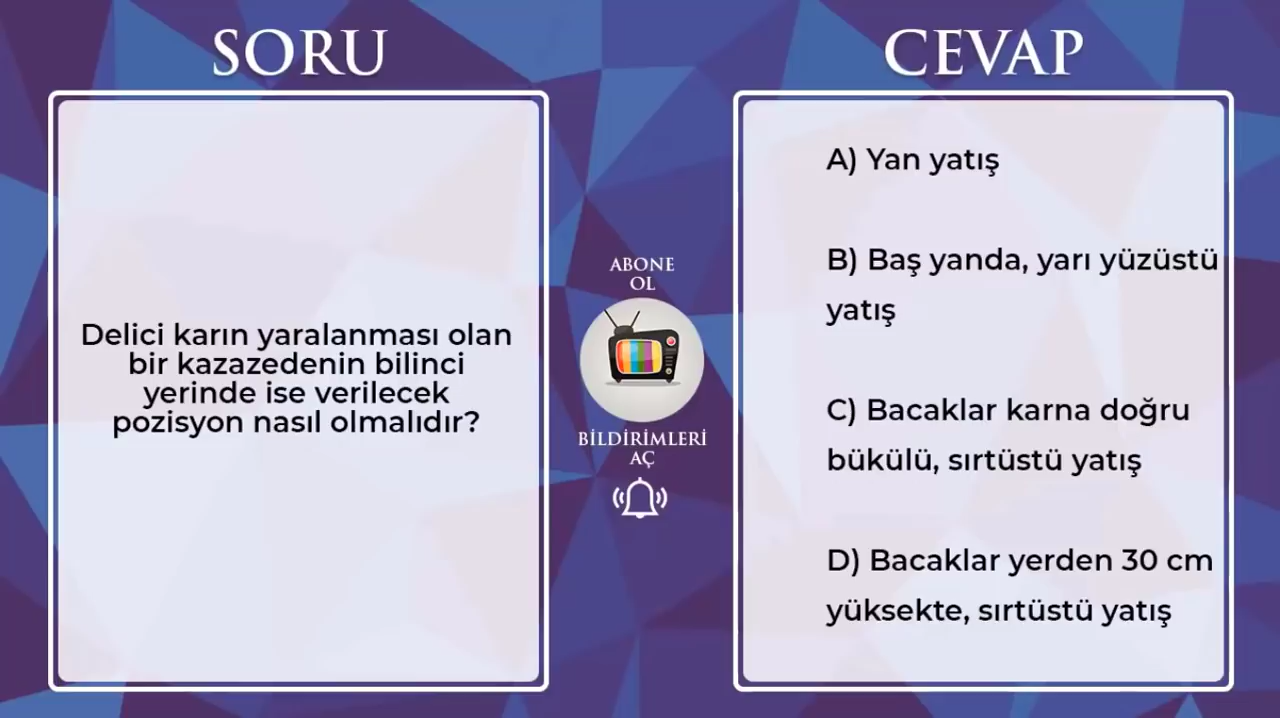 SORU
Delici karın yaralanması olan
bir kazazedenin bilinci
yerinde ise verilecek
pozisyon nasıl olmalıdır?
ABONE
OL
BİLDİRİMLERİ
AÇ
CEVAP
A) Yan yatış
B) Baş yanda, yarı yüzüstü
yatış
C) Bacaklar karna doğru
bükülü, sırtüstü yatış
D) Bacaklar yerden 30 cm
yüksekte, sırtüstü yatış